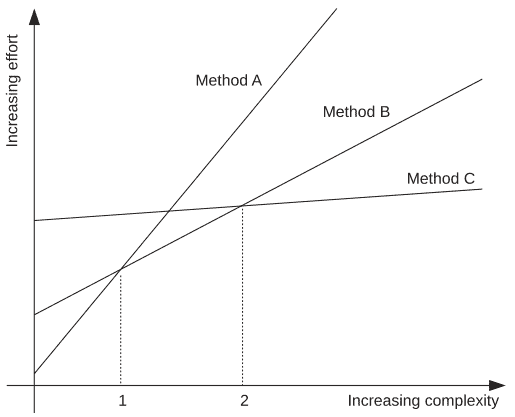 Increasing effort
Method A
Method B
Method C
1
2
Increasing complexity